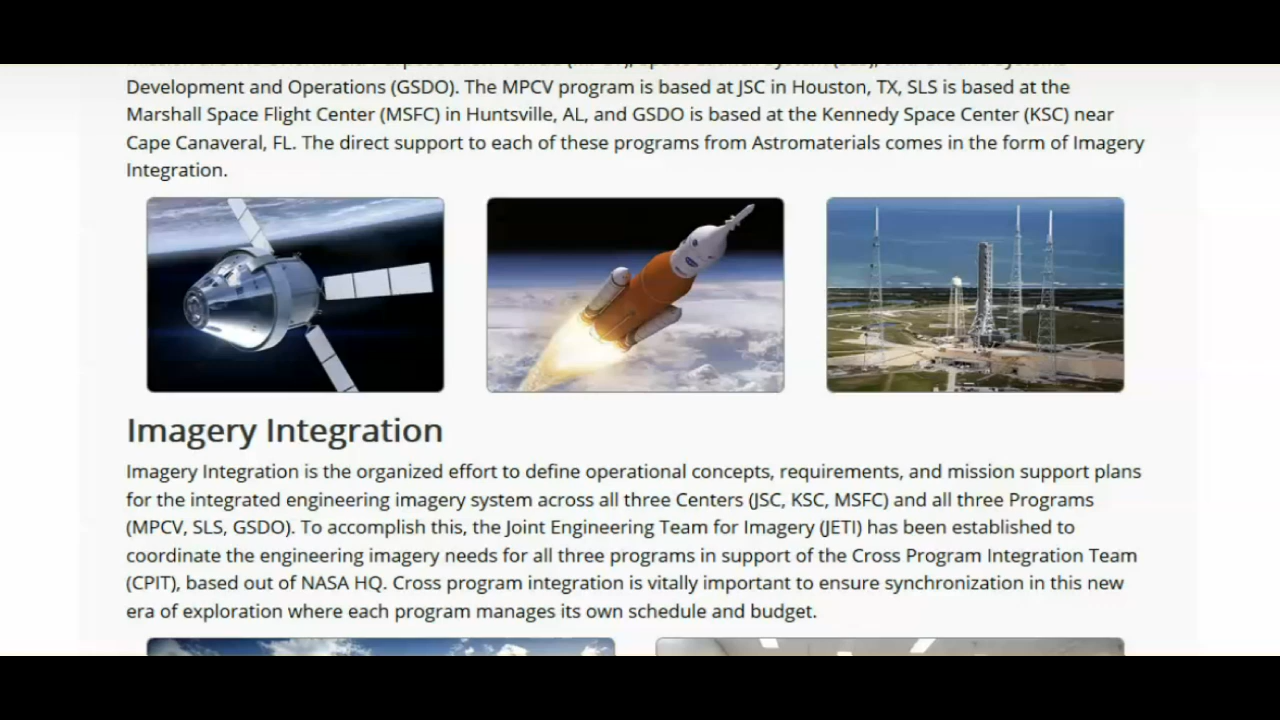 Development and Operations (GSDO). The MPCV program is based at JSC in Houston, TX, SLS is based at the
Marshall Space Flight Center (MSFC) in Huntsville, AL, and GSDO is based at the Kennedy Space Center (KSC) near
Cape Canaveral, FL. The direct support to each of these programs from Astromaterials comes in the form of Imagery
Integration.
Imagery Integration
Imagery Integration is the organized effort to define operational concepts, requirements, and mission support plans
for the integrated engineering imagery system across all three Centers (JSC, KSC, MSFC) and all three Programs
(MPCV, SLS, GSDO). To accomplish this, the Joint Engineering Team for Imagery (JETI) has been established to
coordinate the engineering imagery needs for all three programs in support of the Cross Program Integration Team
(CPIT), based out of NASA HQ. Cross program integration is vitally important to ensure synchronization in this new
era of exploration where each program manages its own schedule and budget.